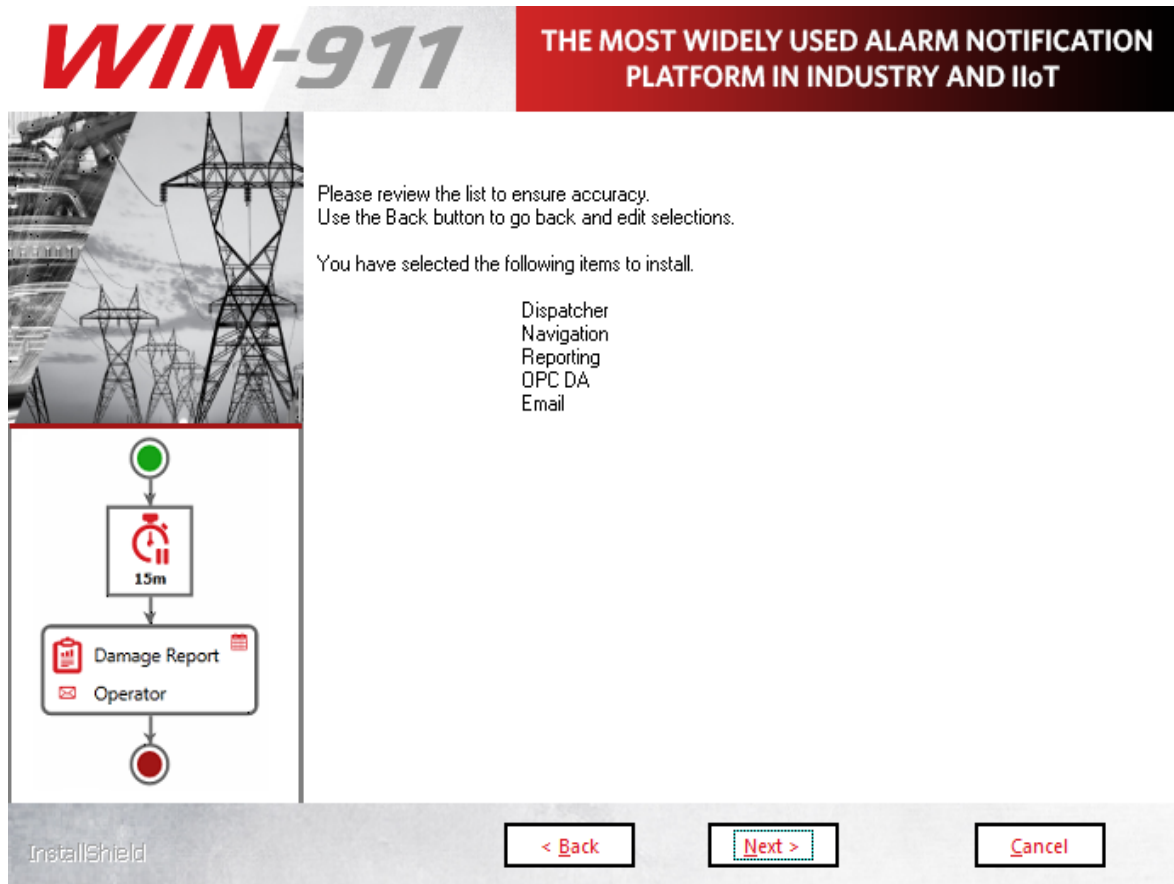 WIN-911
THE MOST WIDELY USED ALARM NOTIFICATION
PLATFORM IN INDUSTRY AND IIoT
Please review the list to ensure accuracy.
Use the Back button to go back and edit selections.
You have selected the following items to install.
Dispatcher
Navigation
Reporting
OPC DA
Email
15m
Damage Report
Operator
InstallShield
< Back
Next >
Cancel